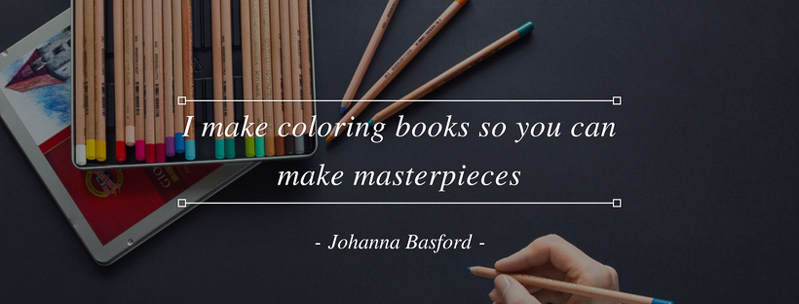 I make coloring books so you can
make masterpieces
- Johanna Basford -